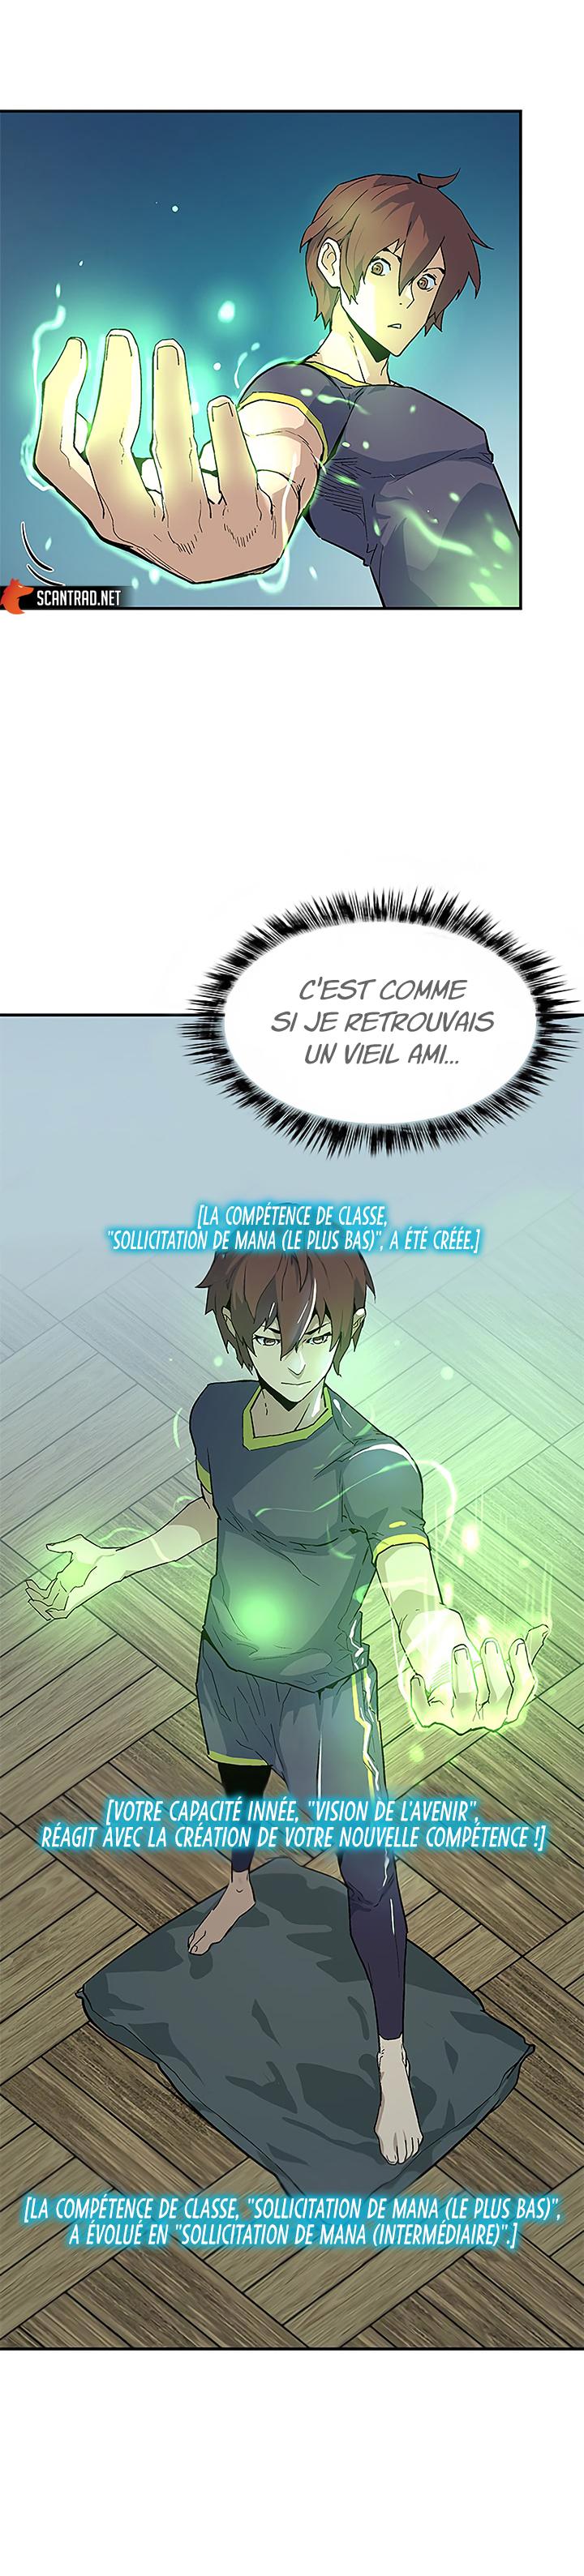 SCANTRAD.NET
C'EST COMME
SI JE RETROUVAIS
UN VIEIL AMI...
[LA COMPÉTENCE DE CLASSE,
"SOLLICITATION DE MANA (LE PLUS BAS)", A ÉTÉ CRÉÉE.]
[VOTRE CAPACITÉ INNÉE, "VISION DE L'AVENIR",
RÉAGIT AVEC LA CRÉATION DE VOTRE NOUVELLE COMPÉTENCE !]
[LA COMPÉTENCE DE CLASSE, "SOLLICITATION DE MANA (LE PLUS BAS)",
A ÉVOLUÉ EN "SOLLICITATION DE MANA (INTERMÉDIAIRE)".]